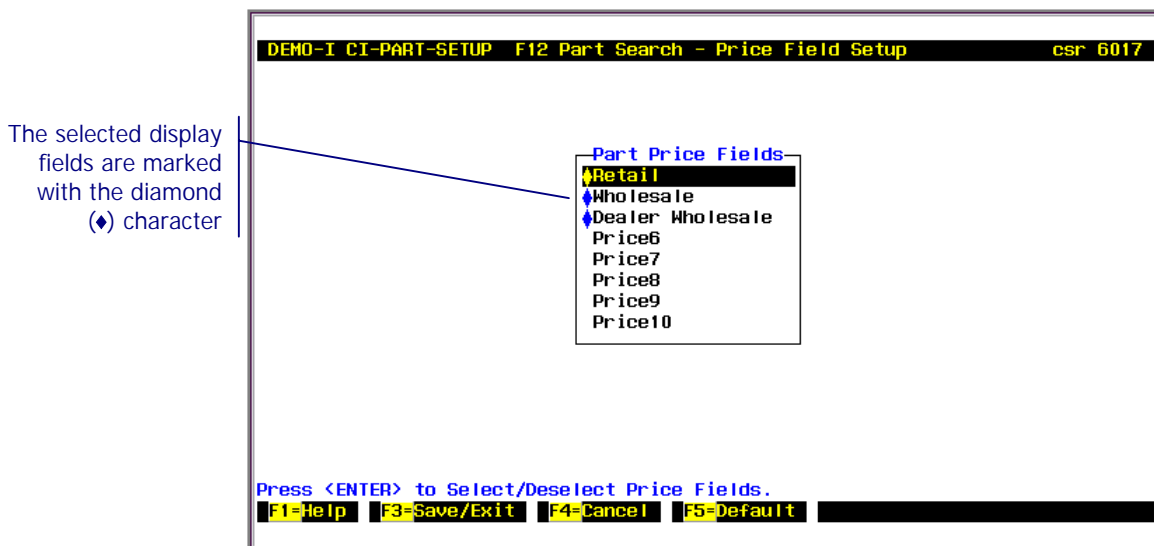 DEMO-I CI-PART-SETUP F12 Part Search - Price Field Setup csr 6017
The selected display
fields are marked
with the diamond
(♦) character
Part Price Fields
♦Retail
♦Wholesale
♦Dealer Wholesale
Price6
Price7
Price8
Price9
Price10
Press <ENTER> to Select/Deselect Price Fields.
F1=Help F3=Save/Exit F4=Cancel F5=Default